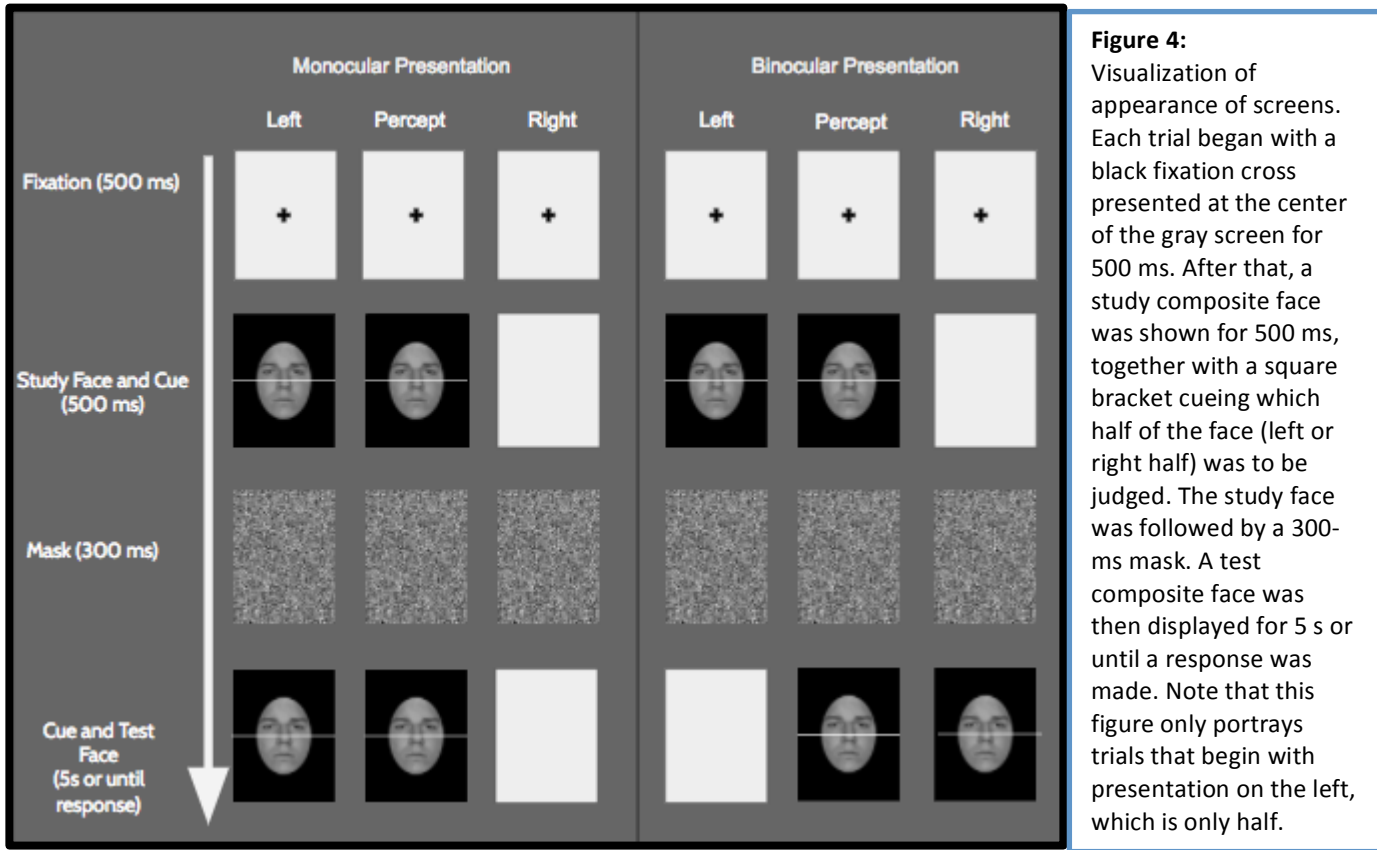 Monocular Presentation
Binocular Presentation
Left Percept Right
Left Percept Right
Fixation (500 ms)
Study Face and Cue
(500 ms)
Mask (300 ms)
Cue and Test
Face
(5s or until
response)
Figure 4:
Visualization of
appearance of screens.
Each trial began with a
black fixation cross
presented at the center
of the gray screen for
500 ms. After that, a
study composite face
was shown for 500 ms,
together with a square
bracket cueing which
half of the face (left or
right half) was to be
judged. The study face
was followed by a 300-
ms mask. A test
composite face was
then displayed for 5 s or
until a response was
made. Note that this
figure only portrays
trials that begin with
presentation on the left,
which is only half.